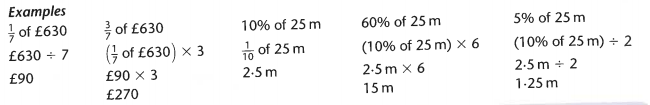 Examples
1/7 of £630
£630 ÷ 7
£90
3/7 of £630
(1/7 of £630) × 3
£90 × 3
£270
10% of 25 m
1/10 of 25 m
2·5 m
60% of 25 m
(10% of 25 m) × 6
2·5 m × 6
15 m
5% of 25 m
(10% of 25 m) ÷ 2
2·5 m ÷ 2
1·25 m